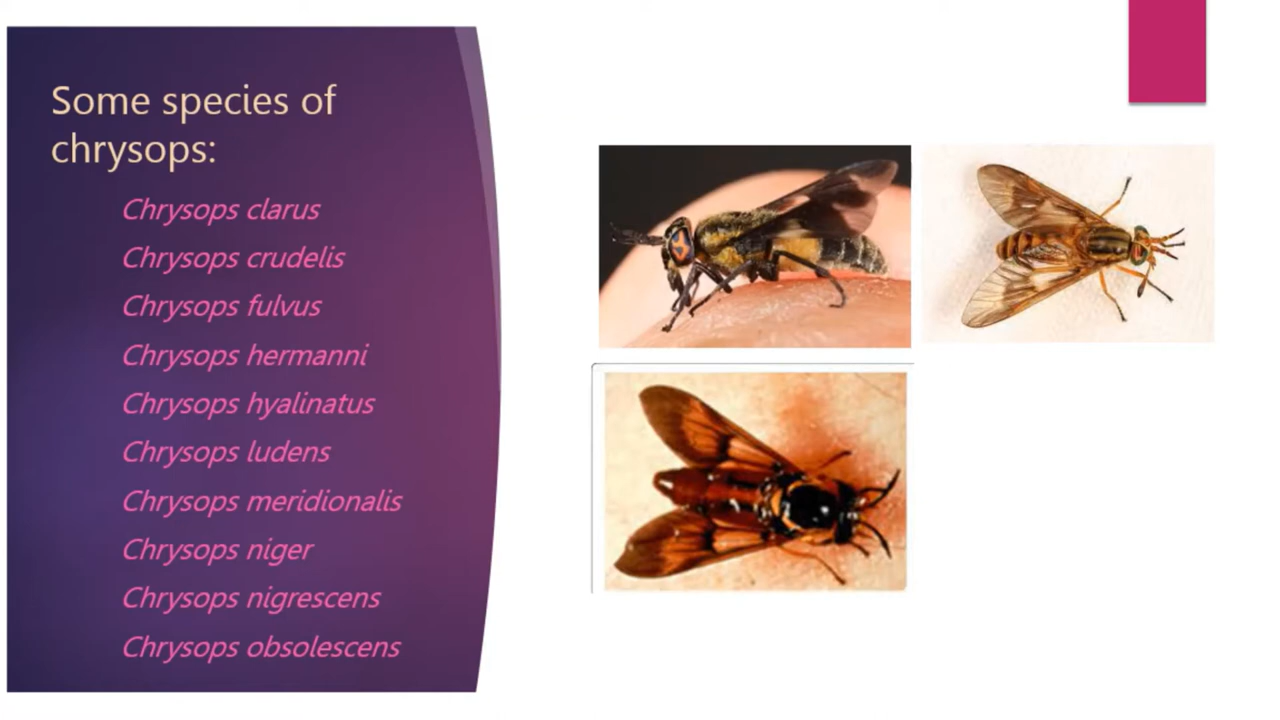 Some species of
chrysops:
Chrysops clarus
Chrysops crudelis
Chrysops fulvus
Chrysops hermanni
Chrysops hyalinatus
Chrysops ludens
Chrysops meridionalis
Chrysops niger
Chrysops nigrescens
Chrysops obsolescens